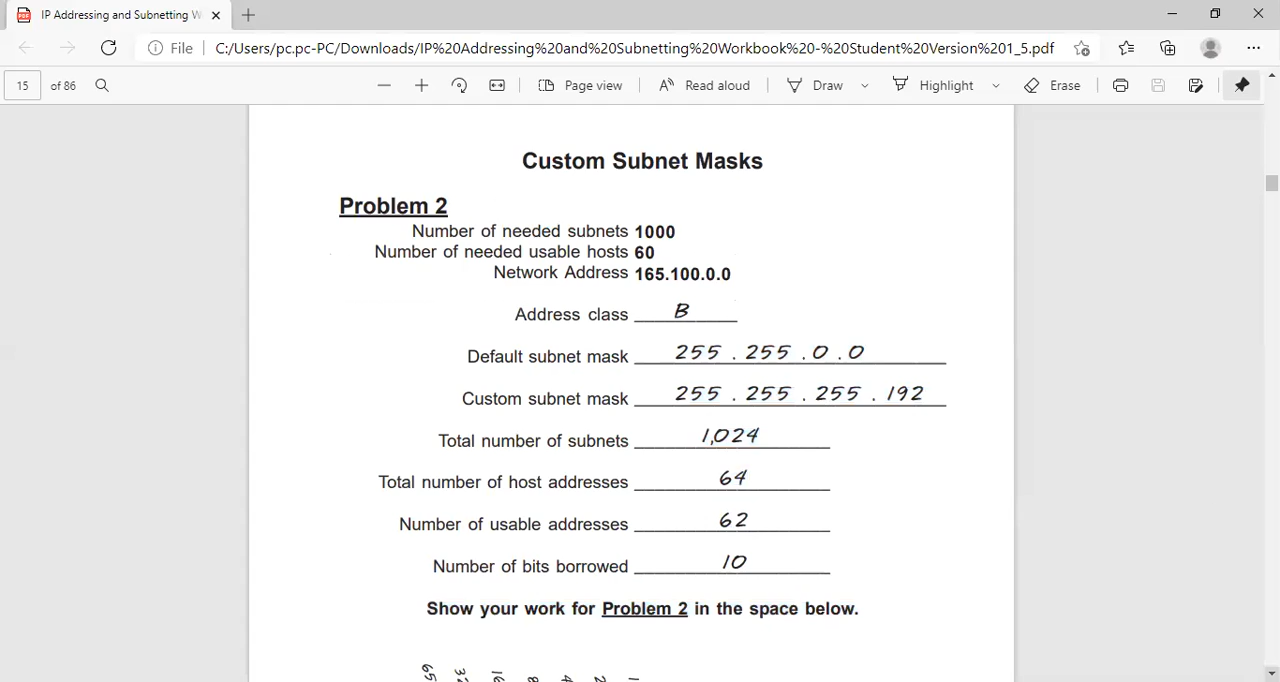 IP Addressing and Subnetting W
File C:/Users/pc.pc-PC/Downloads/IP%20Addressing%20and%20Subnetting%20Workbook%20-%20Student%20Version%201_5.pdf
15 of 86 Page view Read aloud Draw Highlight Erase
Custom Subnet Masks
Problem 2
Number of needed subnets 1000
Number of needed usable hosts 60
Network Address 165.100.0.0
Address class B
Default subnet mask 255 . 255 . 0 . 0
Custom subnet mask 255 . 255 . 255 . 192
Total number of subnets 1,024
Total number of host addresses 64
Number of usable addresses 62
Number of bits borrowed 10
Show your work for Problem 2 in the space below.